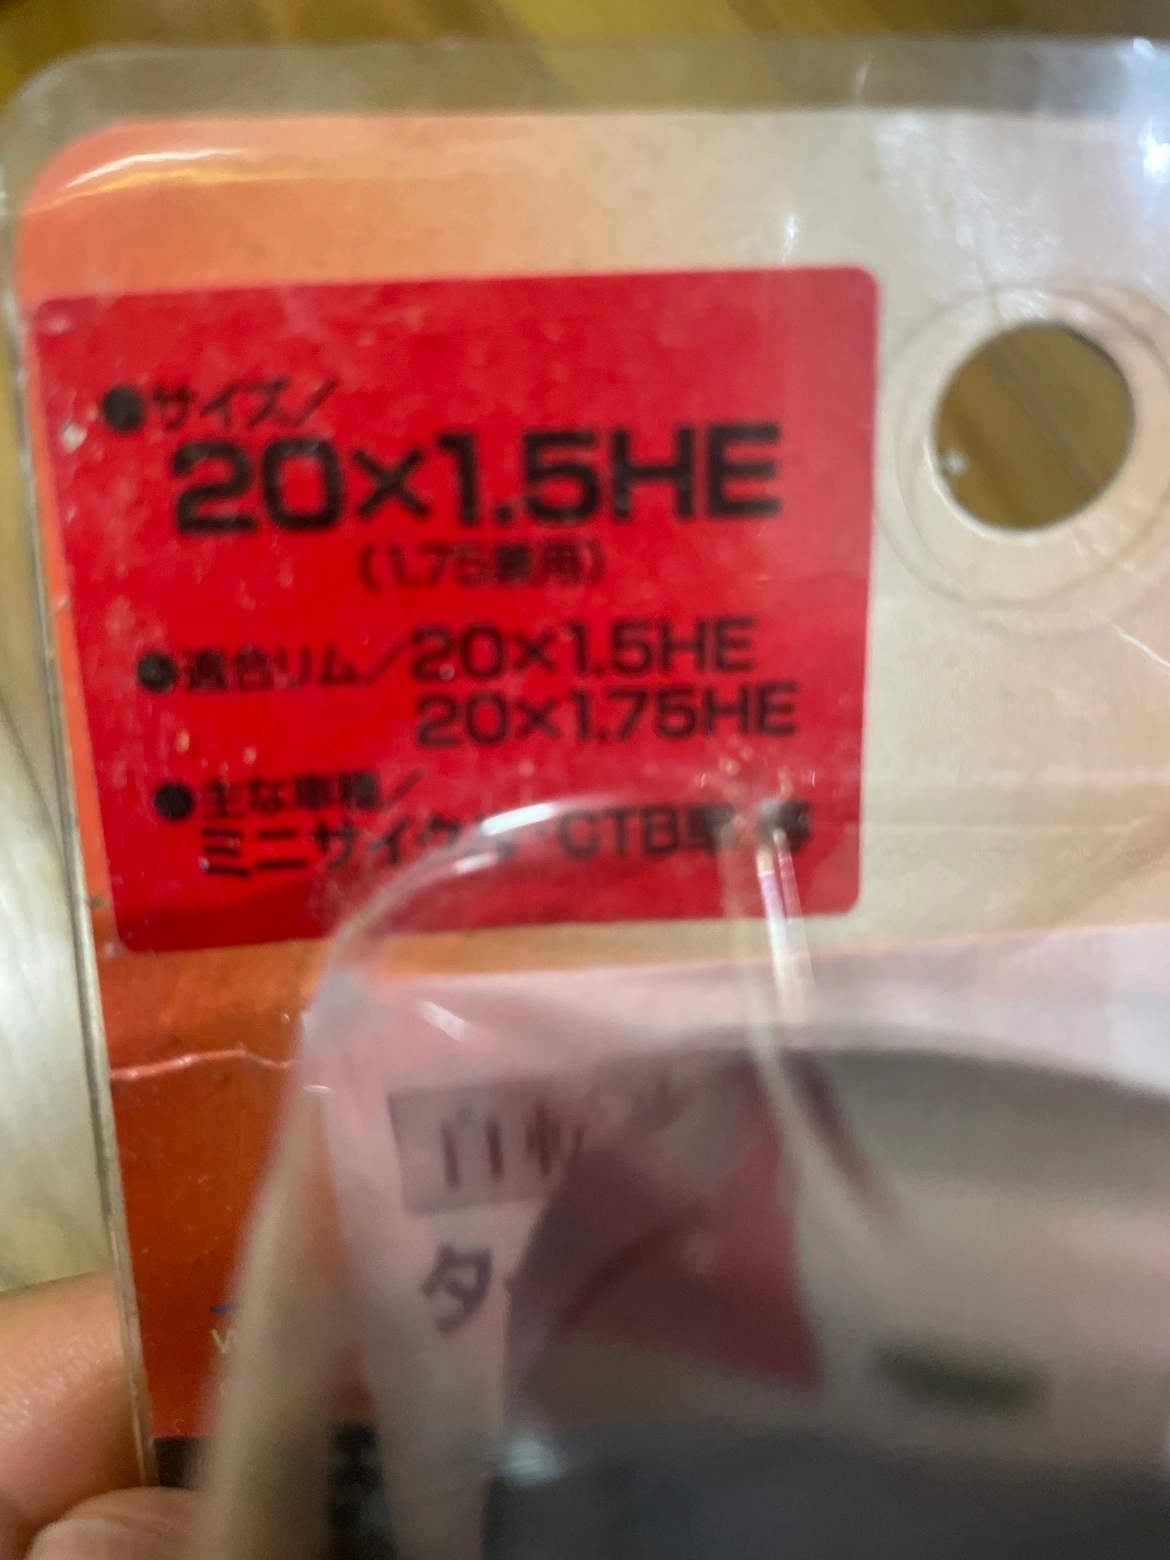 ●サイズ/
20×1.5HE
(1.75兼用)
●適合リム/20×1.5HE
20×1.75HE
●主な車種/
ミニサイクル・CTB車 等